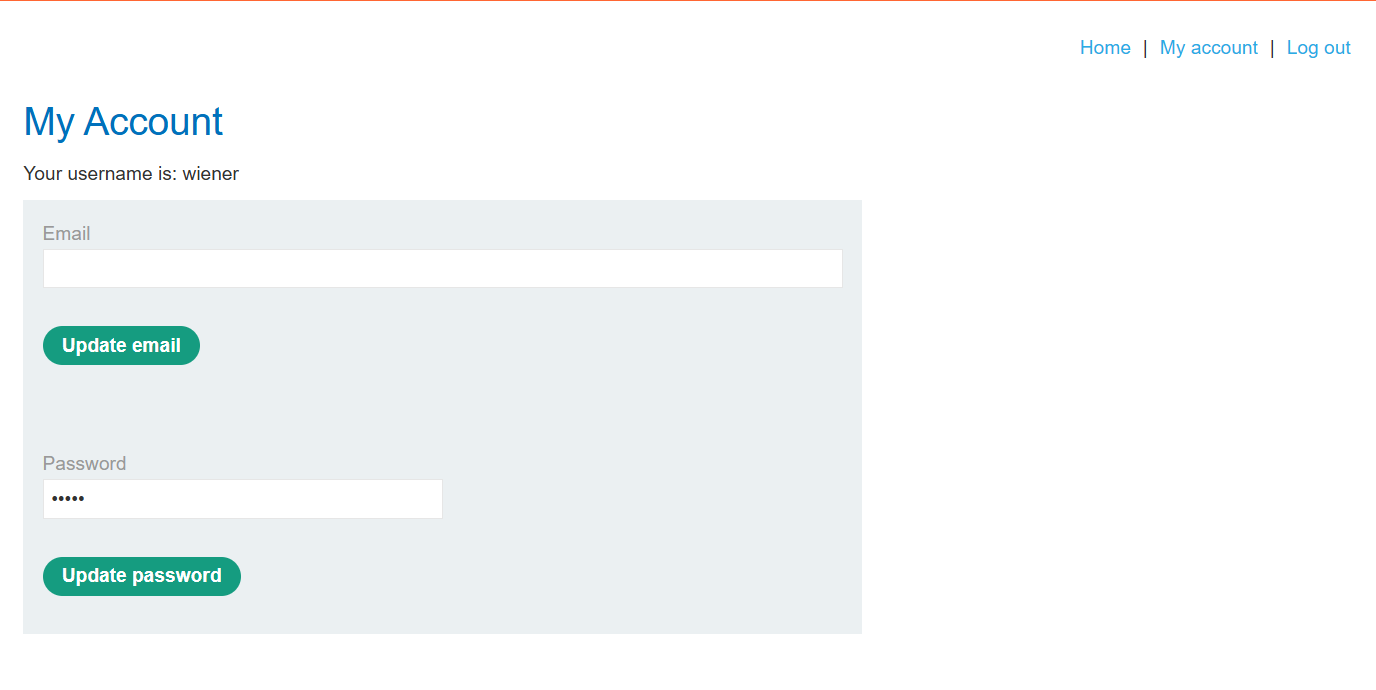 Home | My account | Log out
My Account
Your username is: wiener
Email
Update email
Password
•••••
Update password